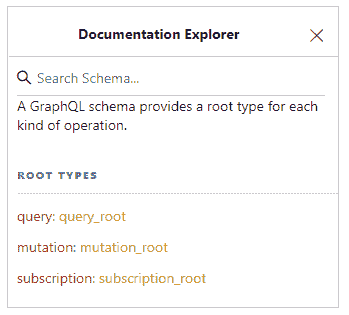 Documentation Explorer
Search Schema...
A GraphQL schema provides a root type for each
kind of operation.
ROOT TYPES
query: query_root
mutation: mutation_root
subscription: subscription_root